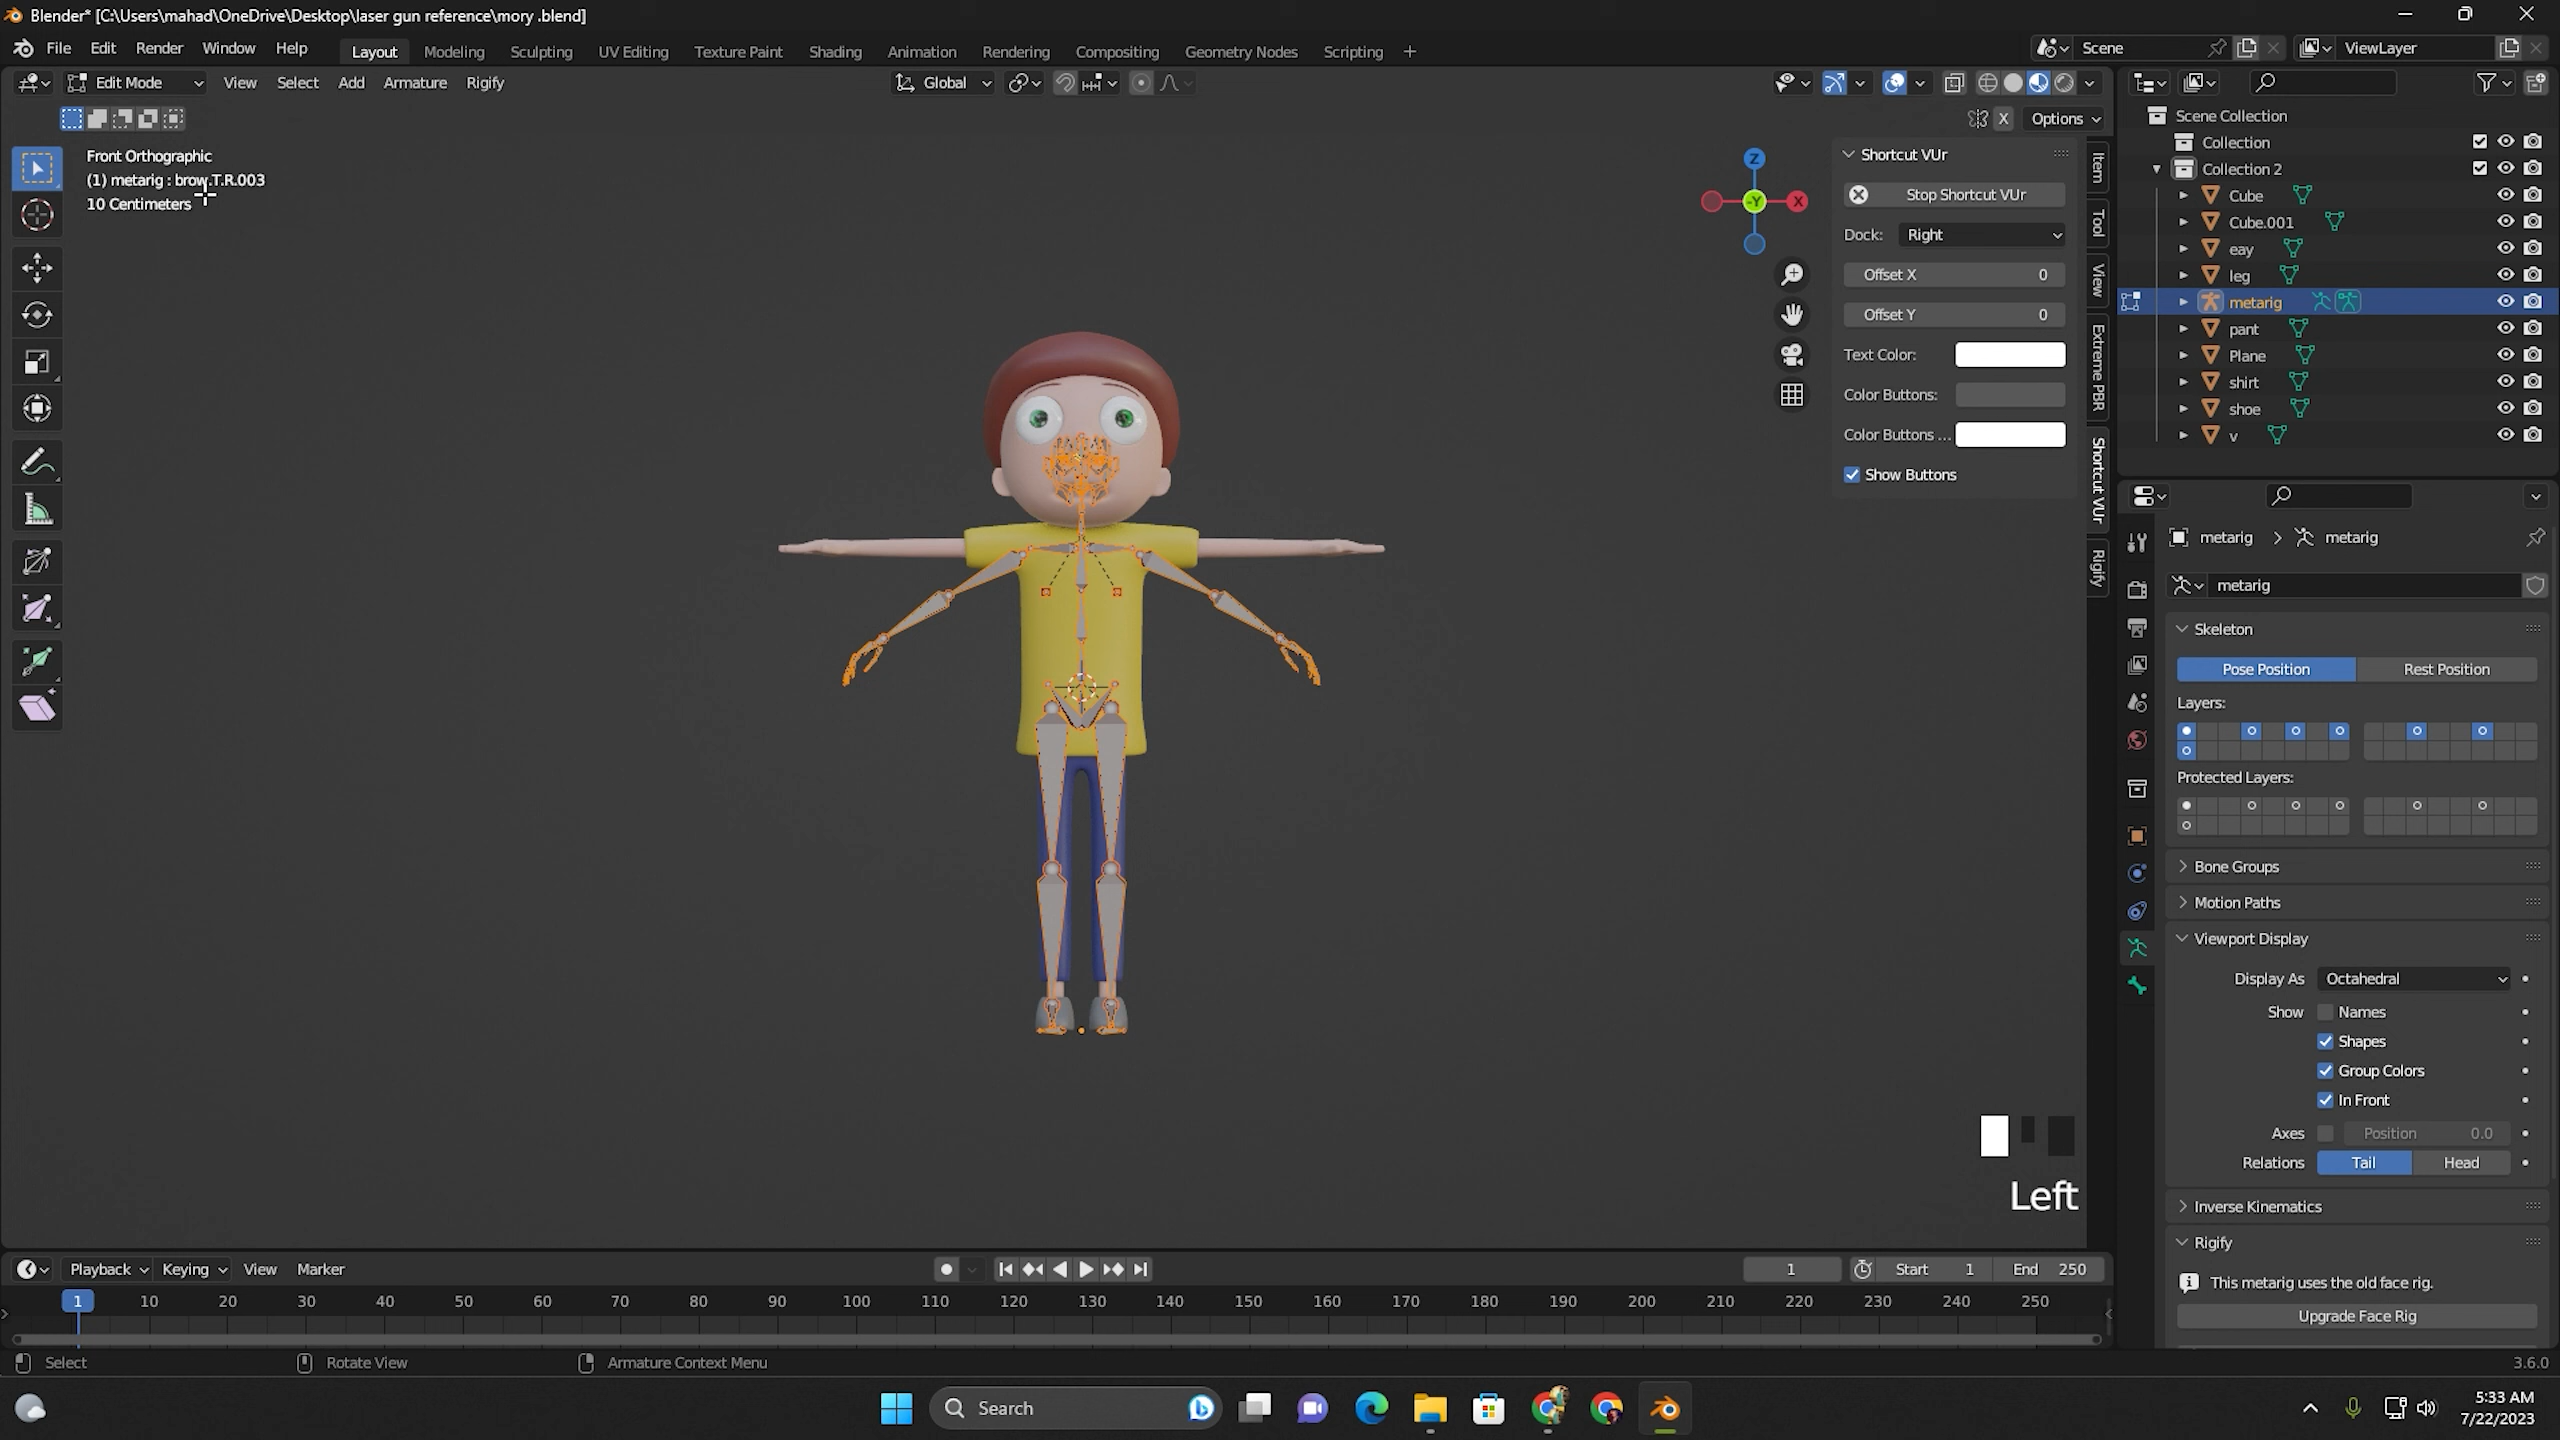 Blender* [C:\Users\mahad\OneDrive\Desktop\laser gun reference\mory .blend]
File Edit Render Window Help
Layout Modeling Sculpting UV Editing Texture Paint Shading Animation Rendering Compositing Geometry Nodes Scripting +
Scene
ViewLayer
Edit Mode View Select Add Armature Rigify
Global
X Options
Front Orthographic
(1) metarig : brow.T.R.003
10 Centimeters
Z
-Y
X
Shortcut VUr
Stop Shortcut VUr
Dock: Right
Offset X 0
Offset Y 0
Text Color:
Color Buttons:
Color Buttons ...
Show Buttons
Item
Tool
View
Extreme PBR
Shortcut VUr
Rigify
Scene Collection
Collection
Collection 2
Cube
Cube.001
eay
leg
metarig
pant
Plane
shirt
shoe
v
metarig > metarig
metarig
Skeleton
Pose Position Rest Position
Layers:
Protected Layers:
Bone Groups
Motion Paths
Viewport Display
Display As Octahedral
Show Names
Shapes
Group Colors
In Front
Axes Position 0.0
Relations Tail Head
Inverse Kinematics
Rigify
This metarig uses the old face rig.
Upgrade Face Rig
Left
Playback Keying View Marker
1 Start 1 End 250
1 10 20 30 40 50 60 70 80 90 100 110 120 130 140 150 160 170 180 190 200 210 220 230 240 250
Select Rotate View Armature Context Menu 3.6.0
Search
5:33 AM
7/22/2023